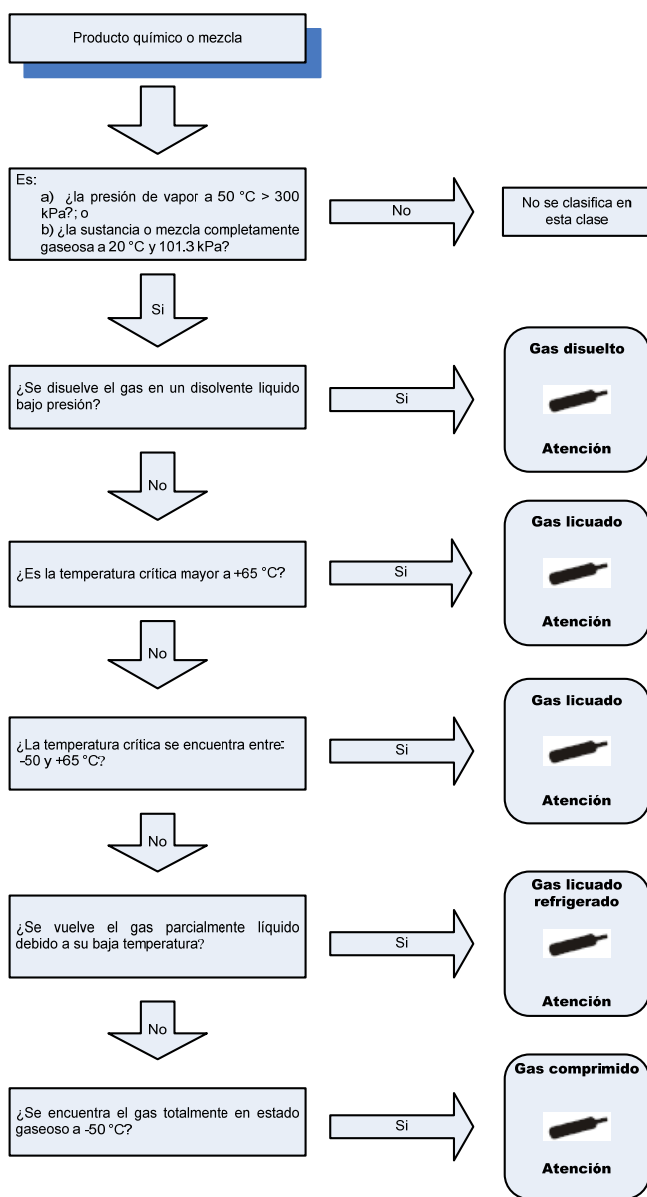 Producto químico o mezcla
Es:
a) ¿la presión de vapor a 50 °C > 300
kPa?; o
b) ¿la sustancia o mezcla completamente
gaseosa a 20 °C y 101.3 kPa?
No
No se clasifica en
esta clase
Si
¿Se disuelve el gas en un disolvente liquido
bajo presión?
Si
Gas disuelto
Atención
No
¿Es la temperatura crítica mayor a +65 °C?
Si
Gas licuado
Atención
No
¿La temperatura crítica se encuentra entre:
-50 y +65 °C?
Si
Gas licuado
Atención
No
¿Se vuelve el gas parcialmente líquido
debido a su baja temperatura?
Si
Gas licuado
refrigerado
Atención
No
¿Se encuentra el gas totalmente en estado
gaseoso a -50 °C?
Si
Gas comprimido
Atención